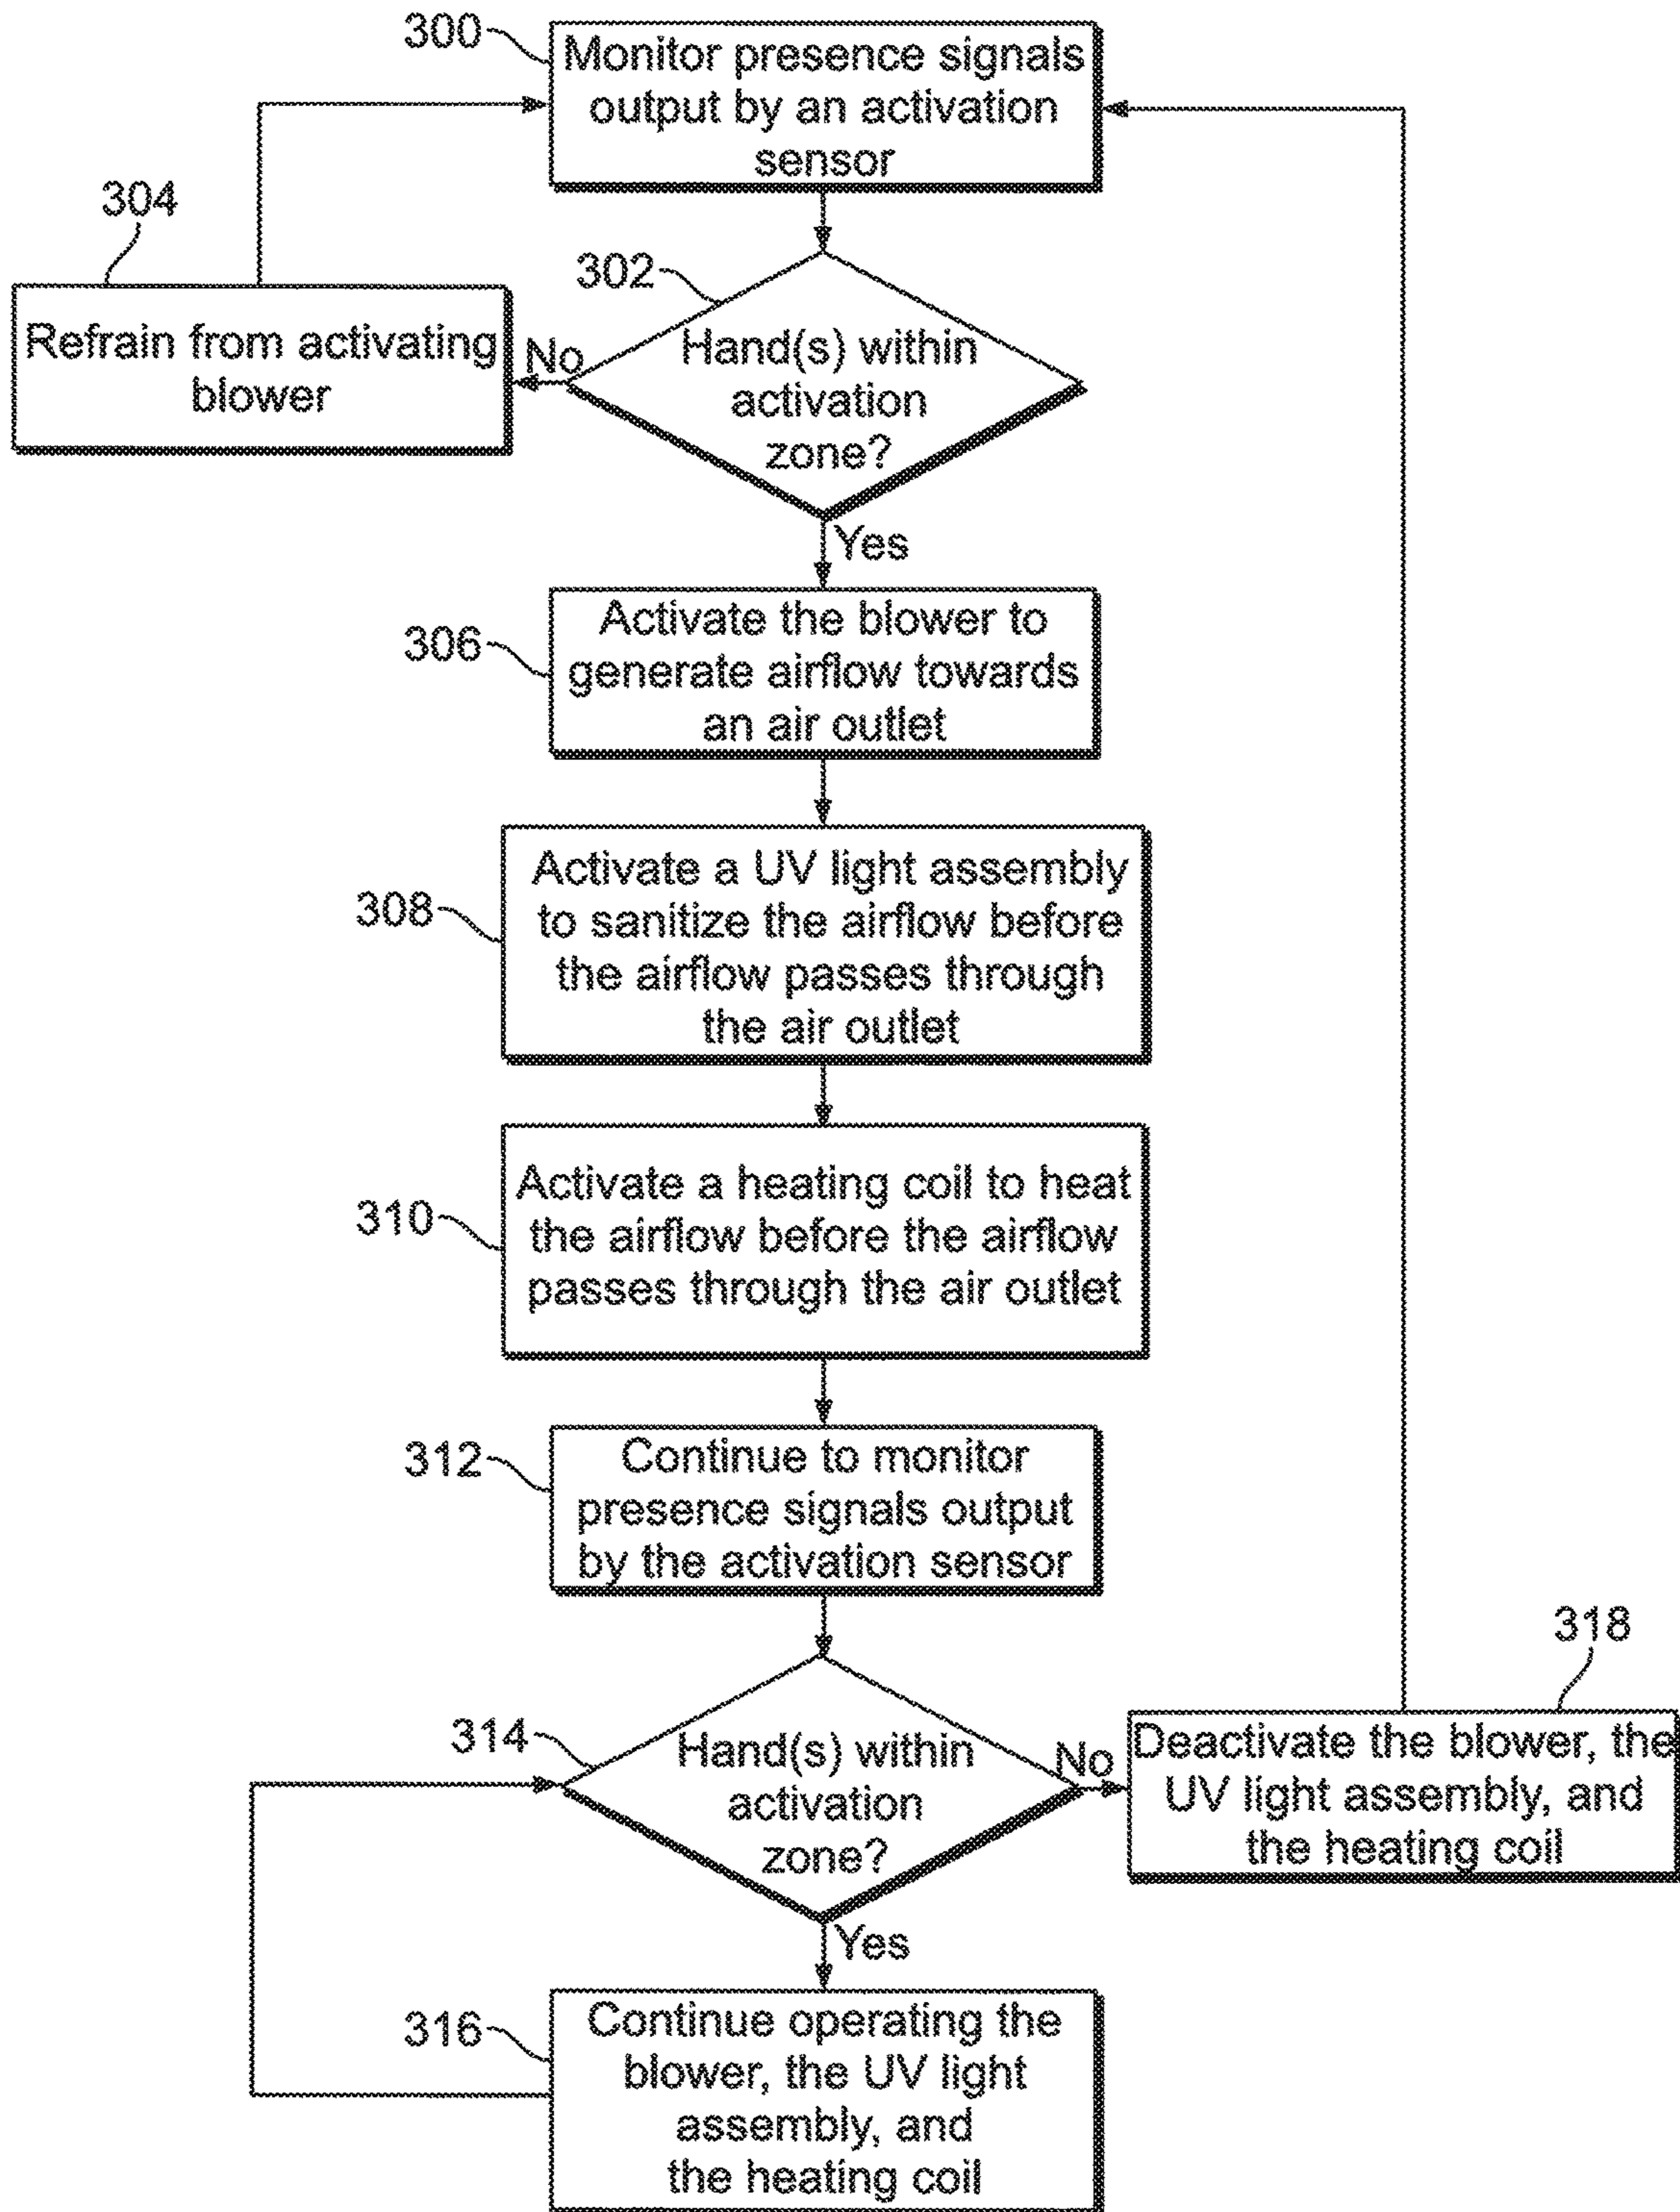 300
Monitor presence signals
output by an activation
sensor
304
Refrain from activating
blower
302
No
Hand(s) within
activation
zone?
Yes
306
Activate the blower to
generate airflow towards
an air outlet
308
Activate a UV light assembly
to sanitize the airflow before
the airflow passes through
the air outlet
310
Activate a heating coil to heat
the airflow before the airflow
passes through the air outlet
312
Continue to monitor
presence signals output
by the activation sensor
314
Hand(s) within
activation
zone?
No
318
Deactivate the blower, the
UV light assembly, and
the heating coil
Yes
316
Continue operating the
blower, the UV light
assembly, and
the heating coil